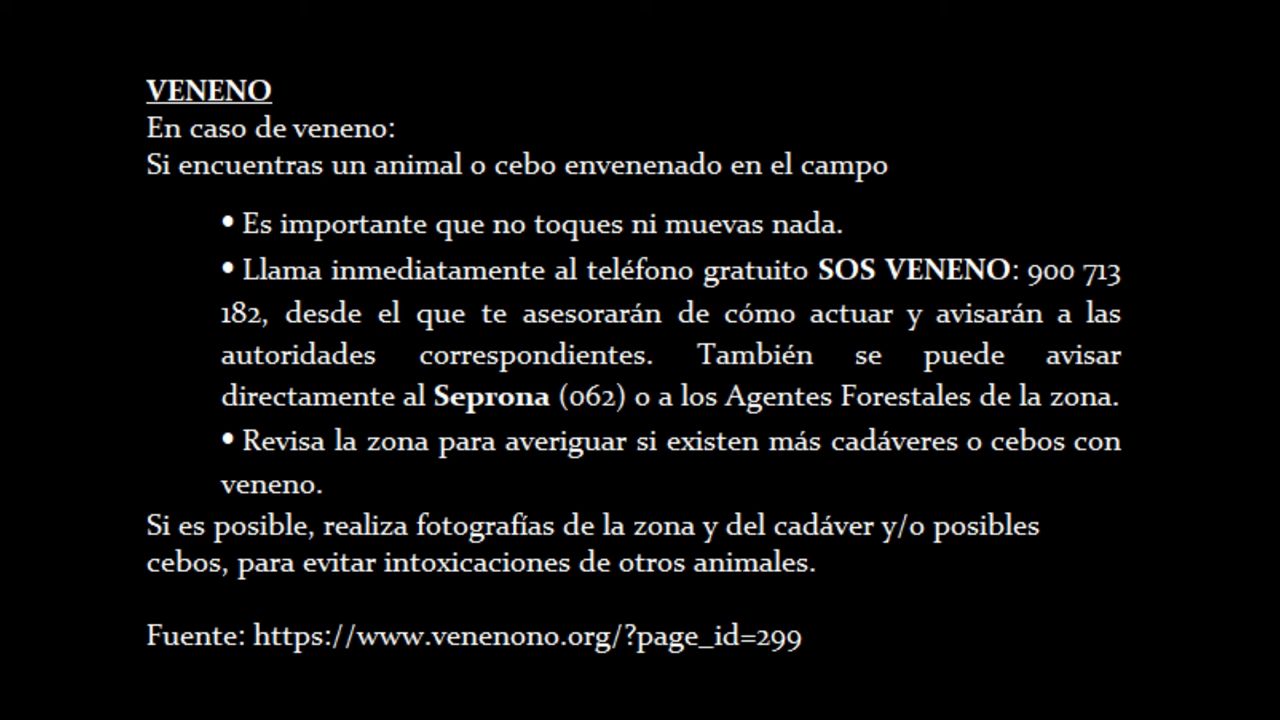 VENENO
En caso de veneno:
Si encuentras un animal o cebo envenenado en el campo
• Es importante que no toques ni muevas nada.
• Llama inmediatamente al teléfono gratuito SOS VENENO: 900 713
182, desde el que te asesorarán de cómo actuar y avisarán a las
autoridades correspondientes. También se puede avisar
directamente al Seprona (062) o a los Agentes Forestales de la zona.
• Revisa la zona para averiguar si existen más cadáveres o cebos con
veneno.
Si es posible, realiza fotografías de la zona y del cadáver y/o posibles
cebos, para evitar intoxicaciones de otros animales.
Fuente: https://www.venenono.org/?page_id=299